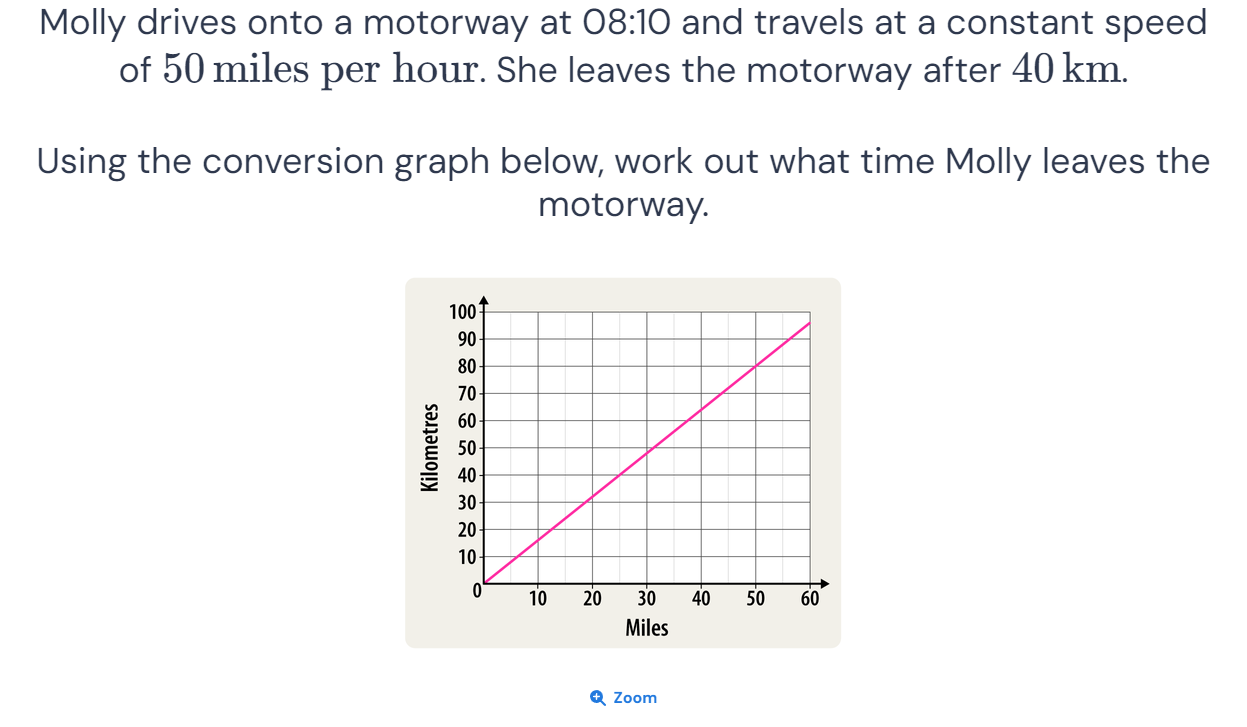 Molly drives onto a motorway at 08:10 and travels at a constant speed
of 50 miles per hour. She leaves the motorway after 40 km.
Using the conversion graph below, work out what time Molly leaves the
motorway.
100
90
80
70
60
50
40
30
20
10
0
Kilometres
10 20 30 40 50 60
Miles
Zoom